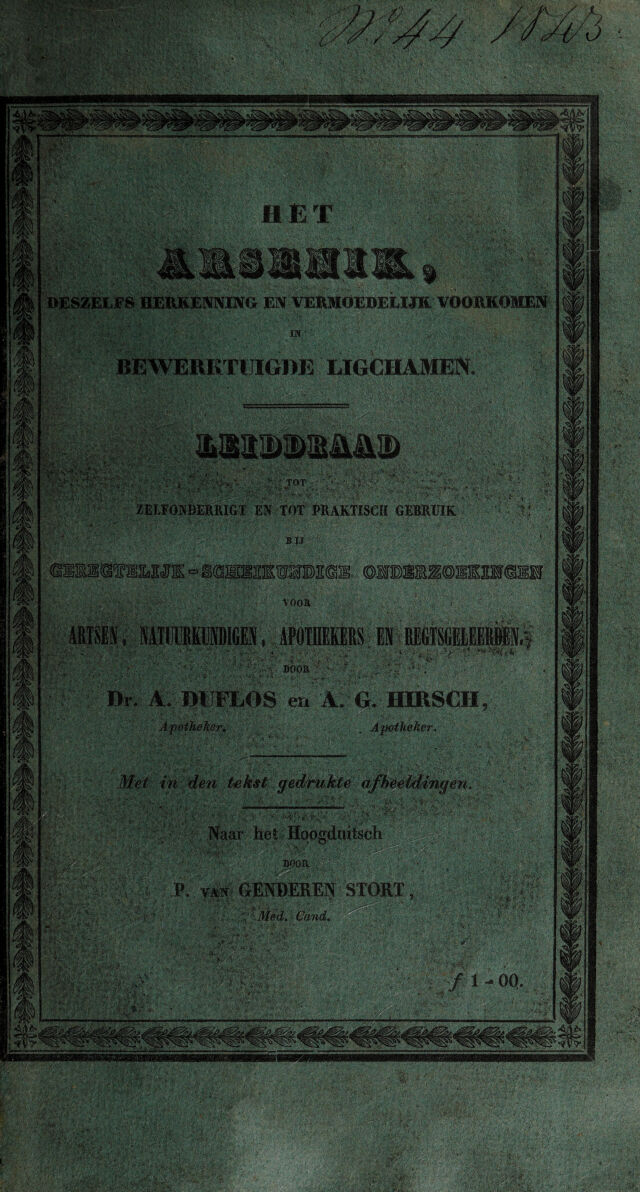 N°. 44 1843
HET
ARSENIK,
DESZELFS HERKENNING EN VERMOEDELIJK VOORKOMEN
IN
BEWERKTUIGDE LIGCHAMEN.
LEIDDRAAD
TOT
ZELFONDERRIGT EN TOT PRAKTISCH GEBRUIK
BIJ
GEREGTELIJK-SCHEIKUNDIGE ONDERZOEKINGEN
VOOR
ARTSEN, NATUURKUNDIGEN, APOTHEKERS EN REGTSGELEERDEN,
DOOR
Dr. A. DUFLOS en A. G. HIRSCH,
Apotheker. Apotheker.
Met in den tekst gedrukte afbeeldingen.
Naar het Hoogduitsch
DOOR
P. VAN GENDEREN STORT,
Med. Cand.
f 1-00.